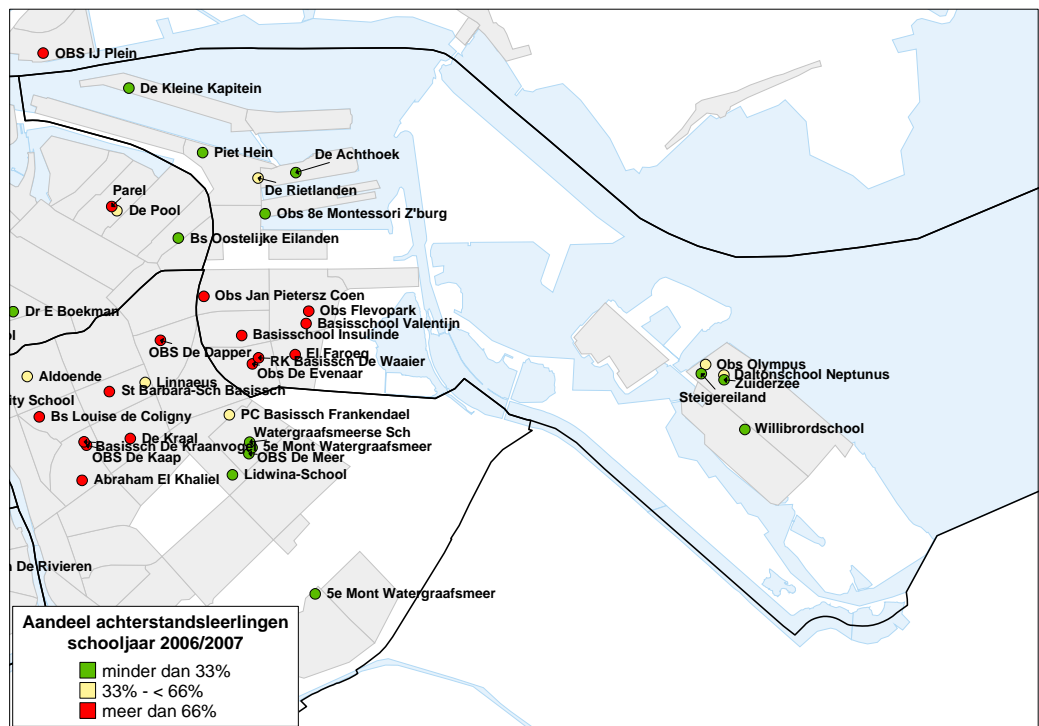 OBS IJ Plein
De Kleine Kapitein
Piet Hein
De Achthoek
De Rietlanden
Parel
De Pool
Obs 8e Montessori Z'burg
Bs Oostelijke Eilanden
Obs Jan Pietersz Coen
Dr E Boekman
Obs Flevopark
Basisschool Valentijn
ol
Basisschool Insulinde
OBS De Dapper
El Faroeg
RK Basissch De Waaier
Obs De Evenaar
Obs Olympus
Daltonschool Neptunus
Zuiderzee
Steigereiland
Aldoende
Linnaeus
St Barbara-Sch Basissch
ity School
Bs Louise de Coligny
PC Basissch Frankendael
Willibrordschool
De Kraal
Watergraafsmeerse Sch
Basissch De Kraanvogel
5e Mont Watergraafsmeer
OBS De Kaap
OBS De Meer
Abraham El Khaliel
Lidwina-School
n De Rivieren
5e Mont Watergraafsmeer
Aandeel achterstandsleerlingen
schooljaar 2006/2007
minder dan 33%
33% - < 66%
meer dan 66%